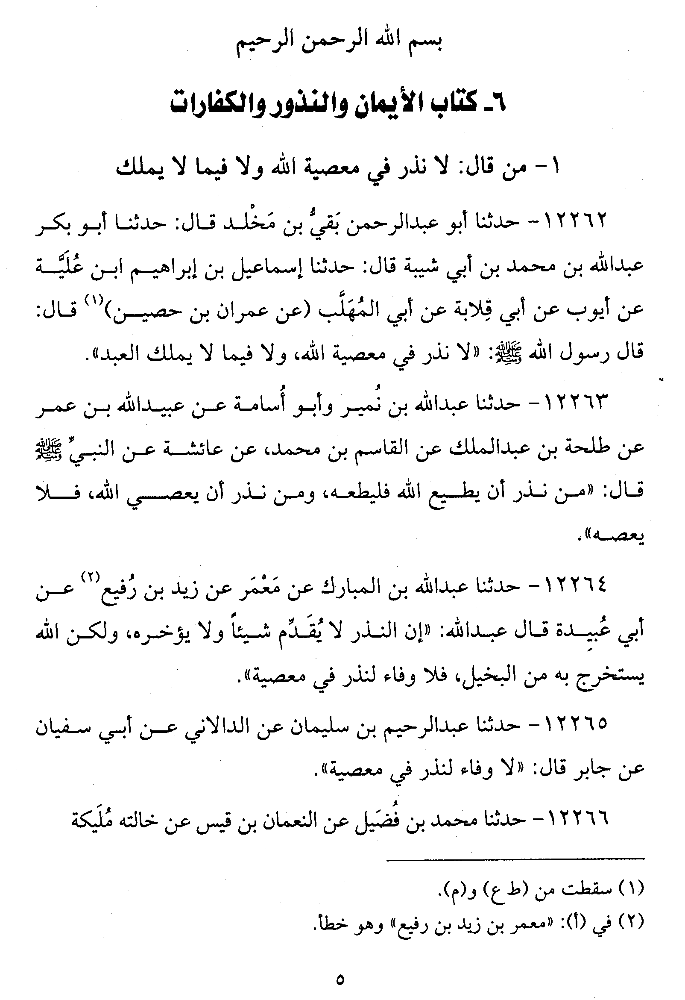 بسم الله الرحمن الرحيم
٦ـ كتاب الأيمان والنذور والكفارات
١- من قال: لا نذر في معصية الله ولا فيما لا يملك
١٢٢٦٢- حدثنا أبو عبدالرحمن بَقيُّ بن مَخْلد قال: حدثنا أبو بكر
عبدالله بن محمد بن أبي شيبة قال: حدثنا إسماعيل بن إبراهيم ابن عُلَيَّة
عن أيوب عن أبي قِلابة عن أبي المُهَلَّب (عن عمران بن حصين)(١) قال:
قال رسول الله ﷺ: «لا نذر في معصية الله، ولا فيما لا يملك العبد».
١٢٢٦٣- حدثنا عبدالله بن نُمير وأبو أُسامة عن عبيدالله بن عمر
عن طلحة بن عبدالملك عن القاسم بن محمد، عن عائشة عن النبيِّ ﷺ
قال: «من نذر أن يطيع الله فليطعه، ومن نذر أن يعصي الله، فلا
يعصه».
١٢٢٦٤- حدثنا عبدالله بن المبارك عن مَعْمَر عن زيد بن رُفيع(٢) عن
أبي عُبِيدة قال عبدالله: «إن النذر لا يُقَدِّم شيئاً ولا يؤخره، ولكن الله
يستخرج به من البخيل، فلا وفاء لنذر في معصية».
١٢٢٦٥- حدثنا عبدالرحيم بن سليمان عن الدالاني عن أبي سفيان
عن جابر قال: «لا وفاء لنذر في معصية».
١٢٢٦٦- حدثنا محمد بن فُضَيل عن النعمان بن قيس عن خالته مُلَيكة
(١) سقطت من (ط ع) و(م).
(٢) في (أ): «معمر بن زيد بن رفيع» وهو خطأ.
٥